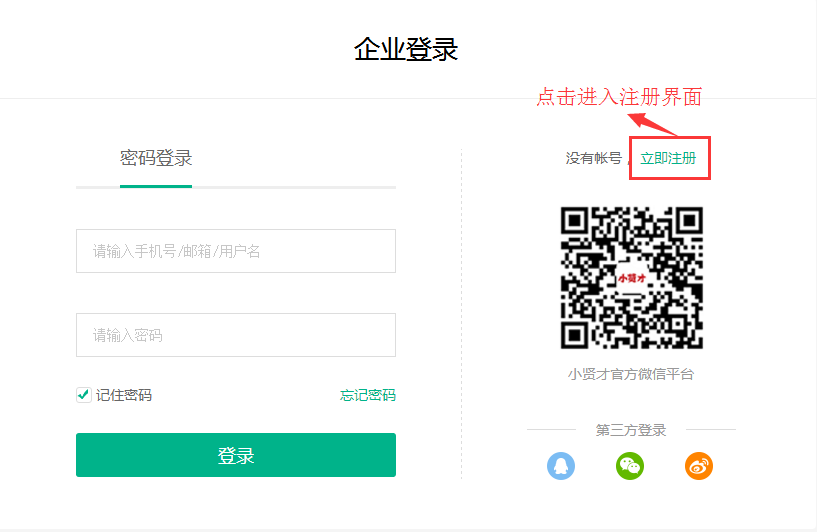 企业登录
点击进入注册界面
密码登录
没有帐号，立即注册
请输入手机号/邮箱/用户名
请输入密码
小贤才
记住密码
忘记密码
小贤才官方微信平台
第三方登录
登录